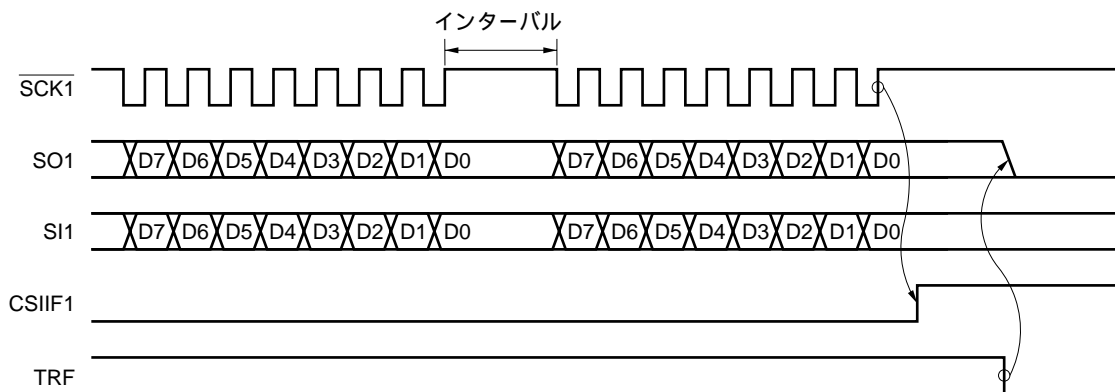 インターバル
SCK1
SO1 D7 D6 D5 D4 D3 D2 D1 D0 D7 D6 D5 D4 D3 D2 D1 D0
SI1 D7 D6 D5 D4 D3 D2 D1 D0 D7 D6 D5 D4 D3 D2 D1 D0
CSIIF1
TRF